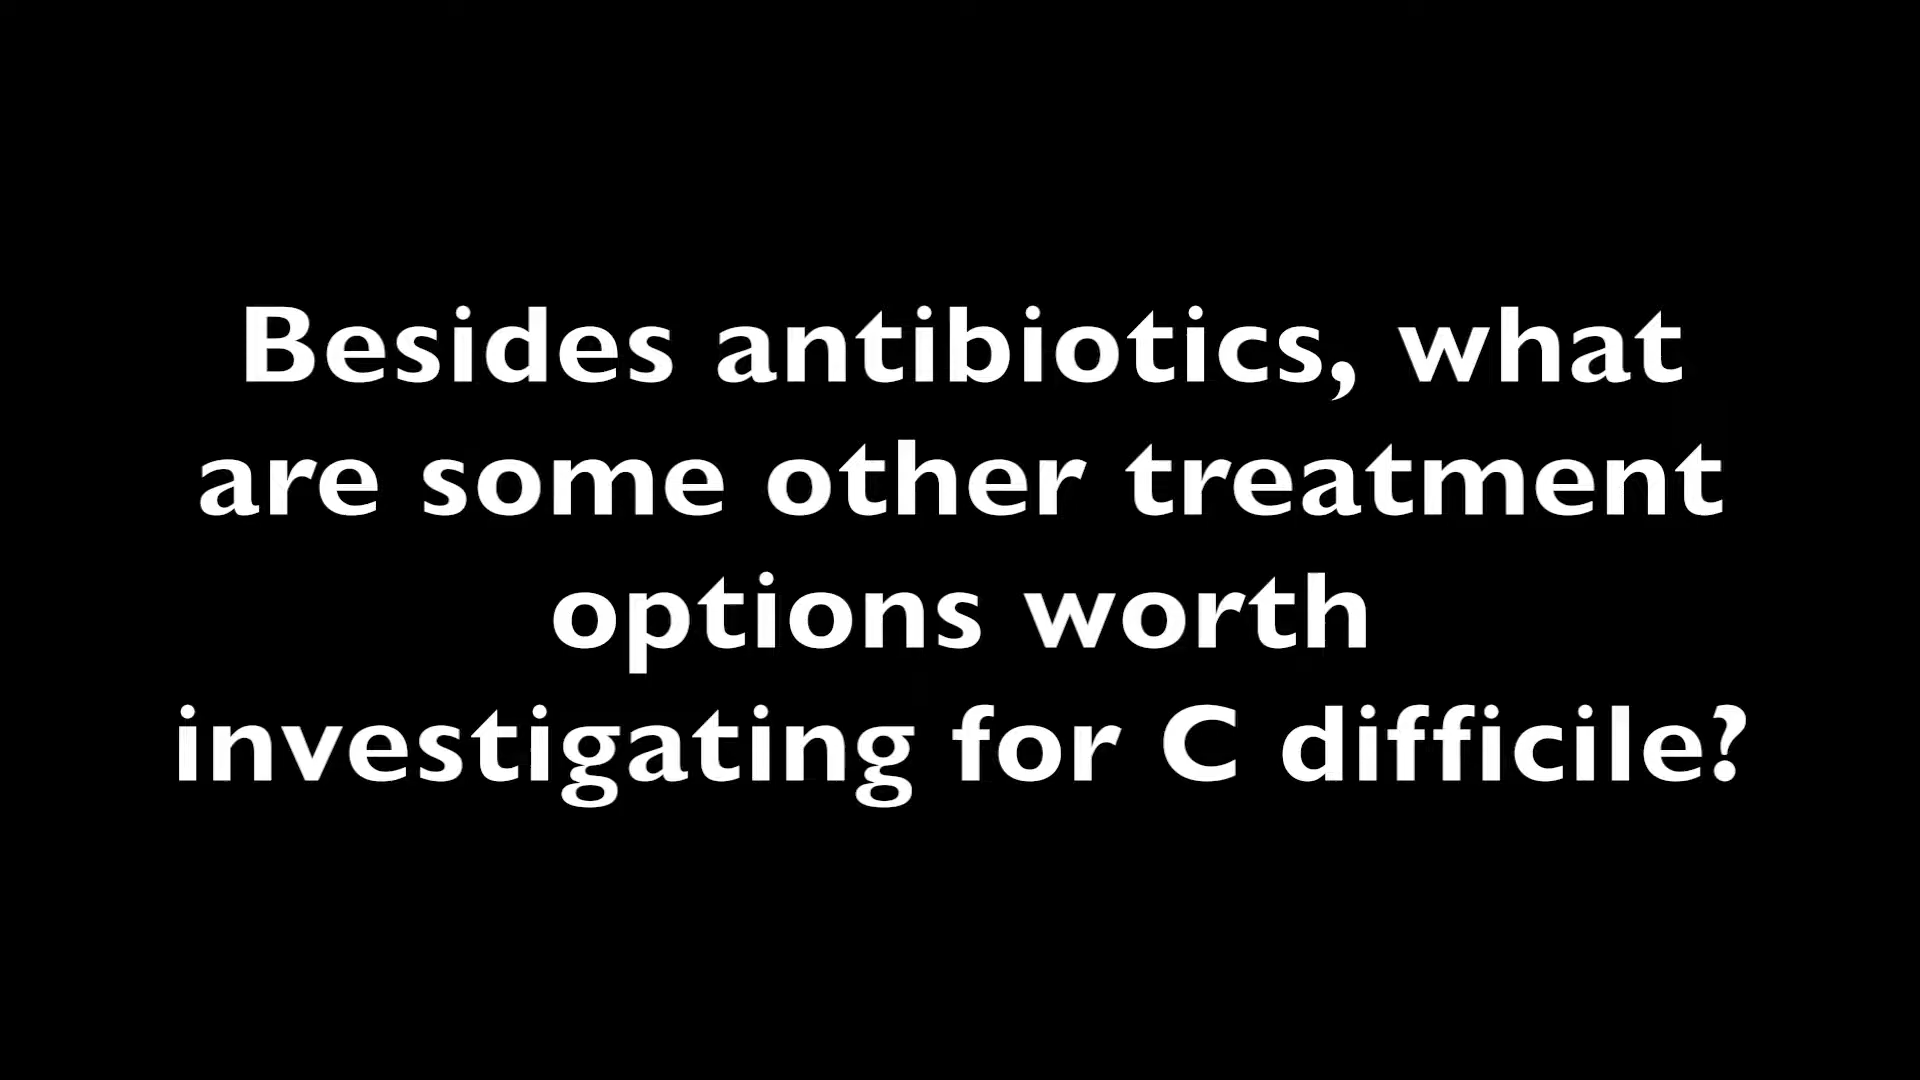 Besides antibiotics, what
are some other treatment
options worth
investigating for C difficile?